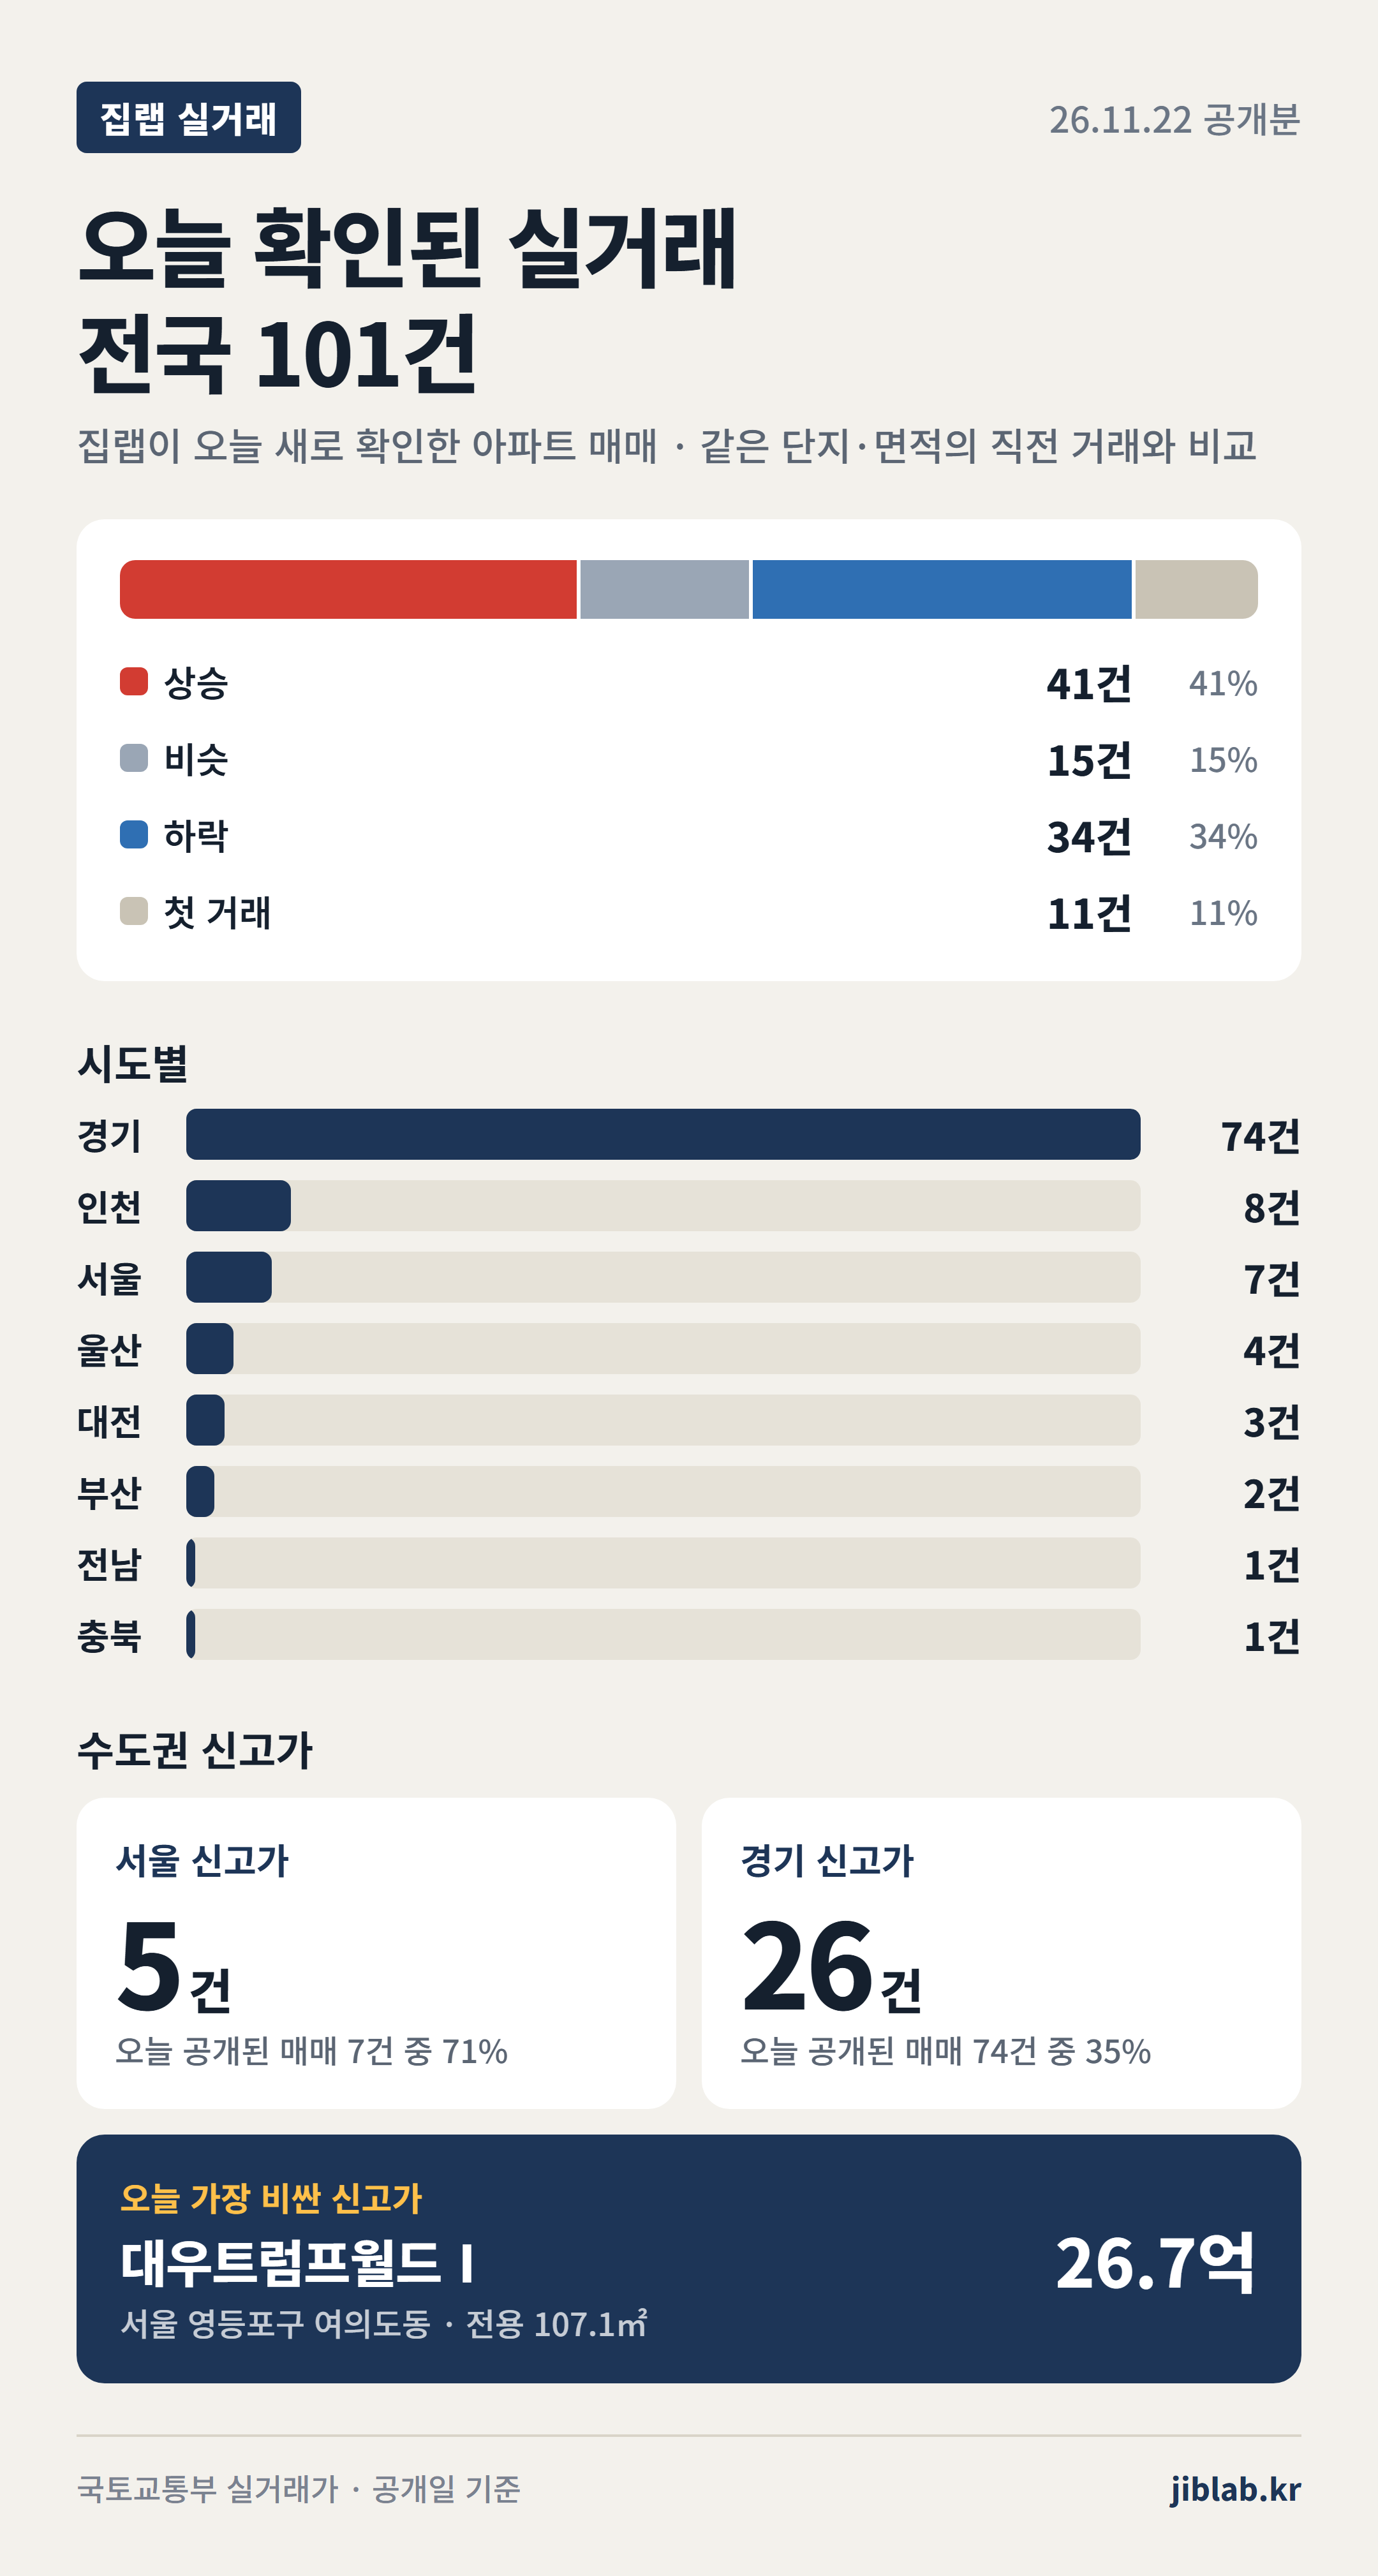 집랩 실거래
26.11.22 공개분
오늘 확인된 실거래
전국 101건
집랩이 오늘 새로 확인한 아파트 매매 · 같은 단지·면적의 직전 거래와 비교
상승 41건 41%
비슷 15건 15%
하락 34건 34%
첫 거래 11건 11%
시도별
경기 74건
인천 8건
서울 7건
울산 4건
대전 3건
부산 2건
전남 1건
충북 1건
수도권 신고가
서울 신고가
5건
오늘 공개된 매매 7건 중 71%
경기 신고가
26건
오늘 공개된 매매 74건 중 35%
오늘 가장 비싼 신고가
대우트럼프월드Ⅰ
26.7억
서울 영등포구 여의도동 · 전용 107.1㎡
국토교통부 실거래가 · 공개일 기준
jiblab.kr